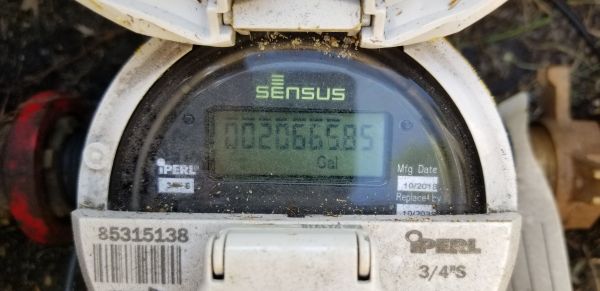 SENSUS
002066585
Gal
iPERL
Mfg Date
10/2018
Replace by
85315138
iPERL
3/4"S